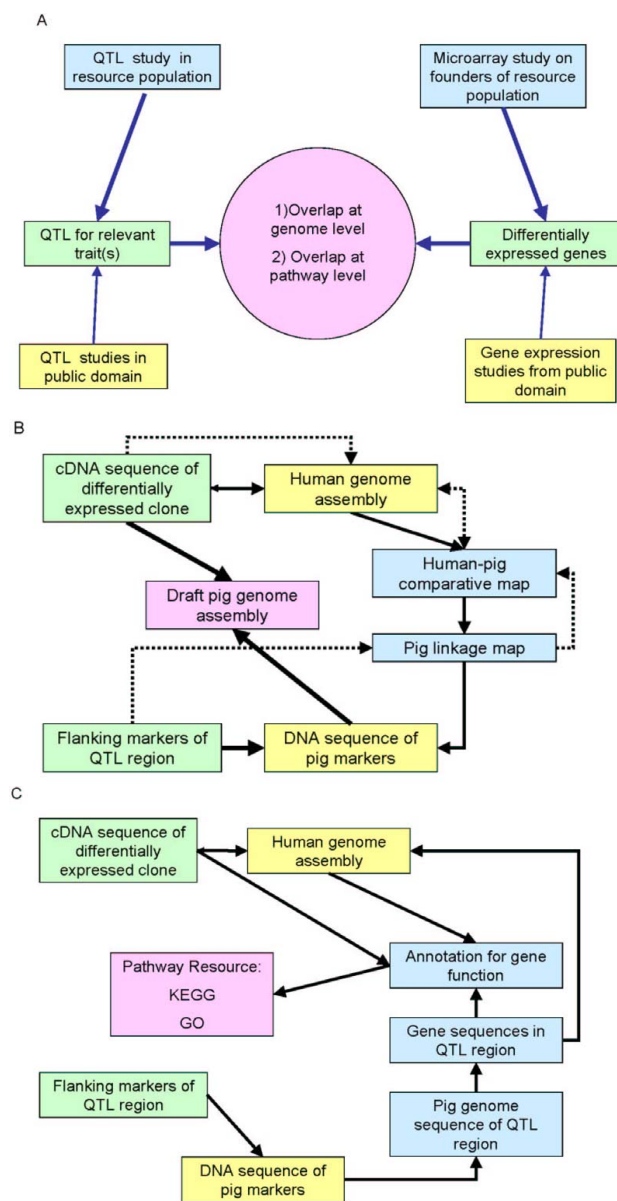 A
QTL study in
resource population
Microarray study on
founders of resource
population
1)Overlap at
genome level
2) Overlap at
pathway level
QTL for relevant
trait(s)
Differentially
expressed genes
QTL studies in
public domain
Gene expression
studies from public
domain
B
cDNA sequence of
differentially
expressed clone
Human genome
assembly
Human-pig
comparative map
Draft pig genome
assembly
Pig linkage map
Flanking markers of
QTL region
DNA sequence of
pig markers
C
cDNA sequence of
differentially
expressed clone
Human genome
assembly
Pathway Resource:
KEGG
GO
Annotation for gene
function
Gene sequences in
QTL region
Flanking markers of
QTL region
Pig genome
sequence of QTL
region
DNA sequence of
pig markers